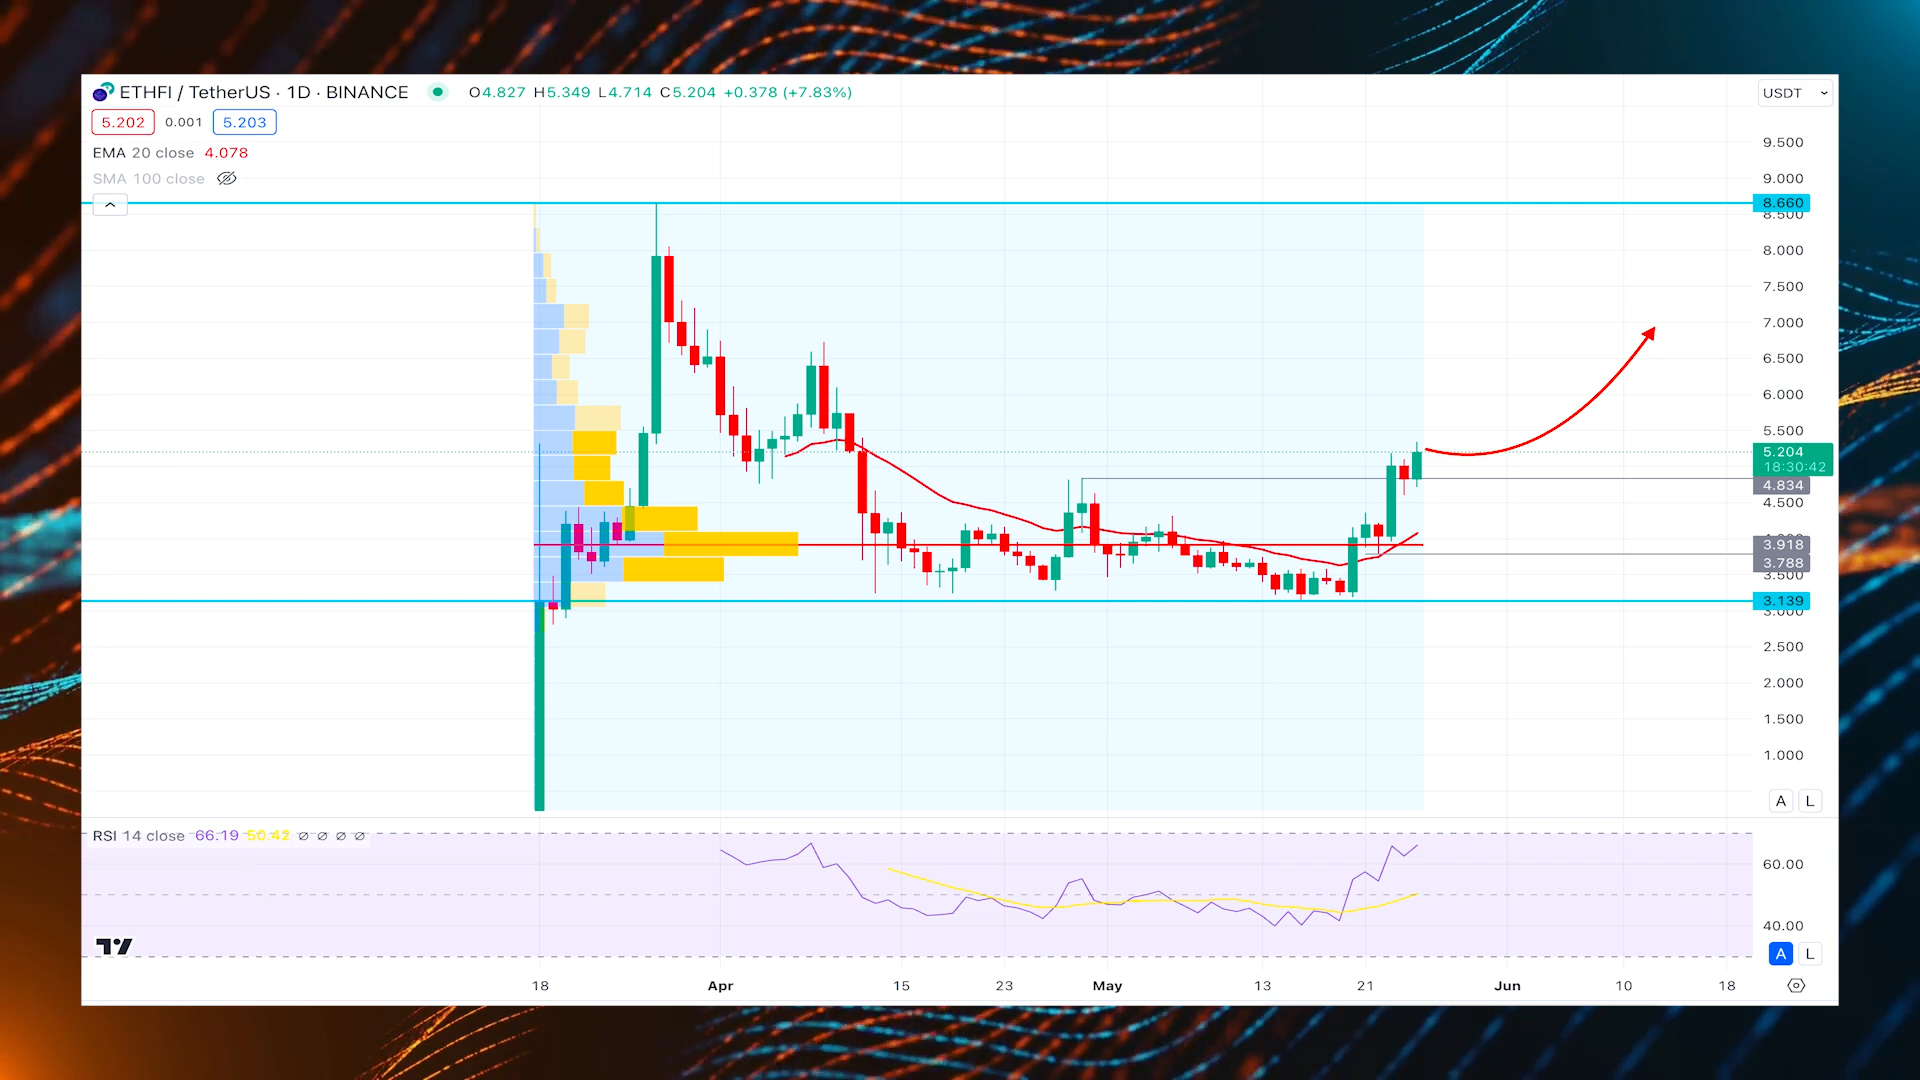 ETHFI / TetherUS · 1D · BINANCE O4.827 H5.349 L4.714 C5.204 +0.378 (+7.83%)
USDT
5.202 0.001 5.203
EMA 20 close 4.078
SMA 100 close
9.500
9.000
8.660
8.500
8.000
7.500
7.000
6.500
6.000
5.500
5.204
18:30:42
4.834
4.500
3.918
3.788
3.500
3.139
3.000
2.500
2.000
1.500
1.000
A L
RSI 14 close 66.19 50.42 ∅ ∅ ∅ ∅
60.00
40.00
A L
18 Apr 15 23 May 13 21 Jun 10 18